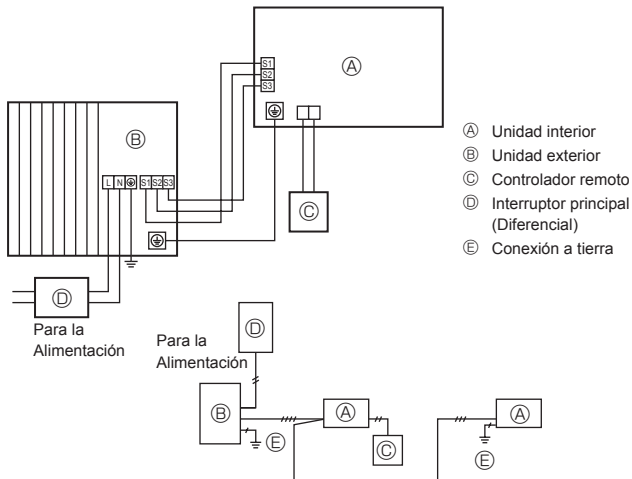 S1
S2
S3
Ⓐ
Ⓑ
L N S1 S2 S3
Ⓒ
Ⓓ
Para la
Alimentación
Ⓐ Unidad interior
Ⓑ Unidad exterior
Ⓒ Controlador remoto
Ⓓ Interruptor principal
(Diferencial)
Ⓔ Conexión a tierra
Para la
Alimentación
Ⓓ
Ⓑ
Ⓔ
Ⓐ
Ⓒ
Ⓐ
Ⓔ